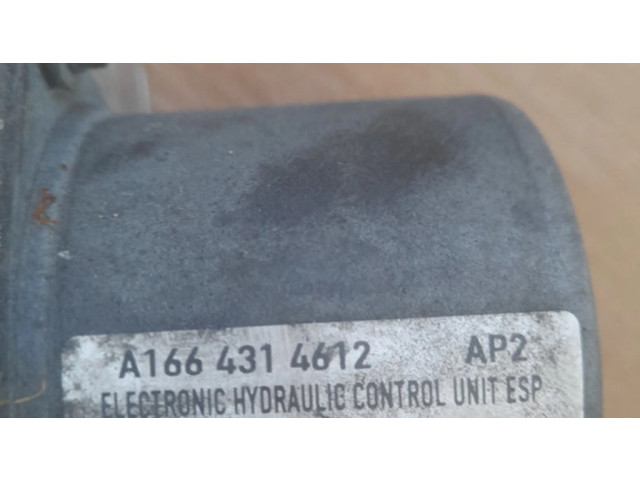 A166 431 4612 AP2
ELECTRONIC HYDRAULIC CONTROL UNIT ESP